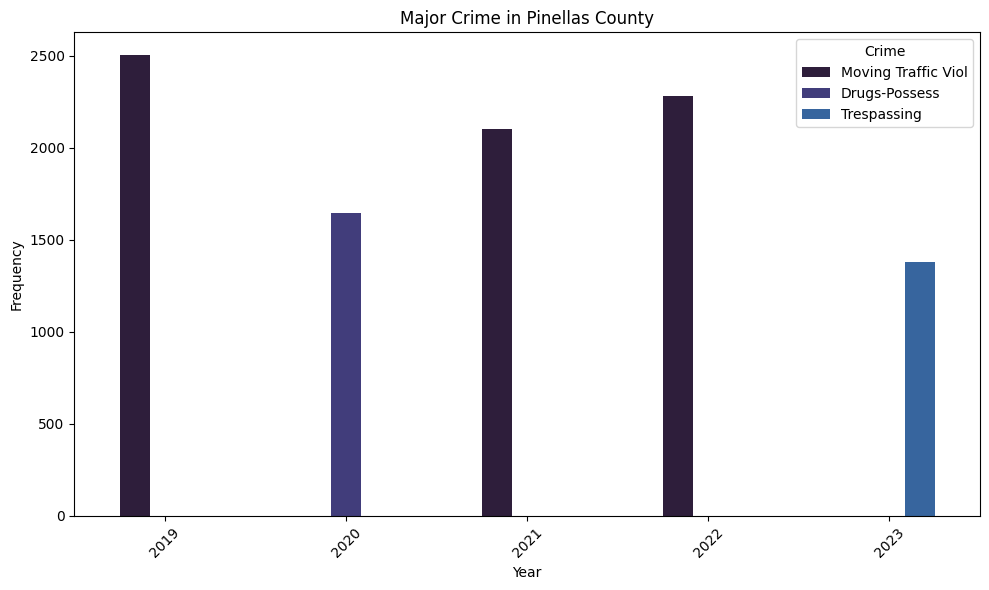 Major Crime in Pinellas County
Crime
Moving Traffic Viol
Drugs-Possess
Trespassing
Frequency
2500
2000
1500
1000
500
0
2019
2020
2021
2022
2023
Year